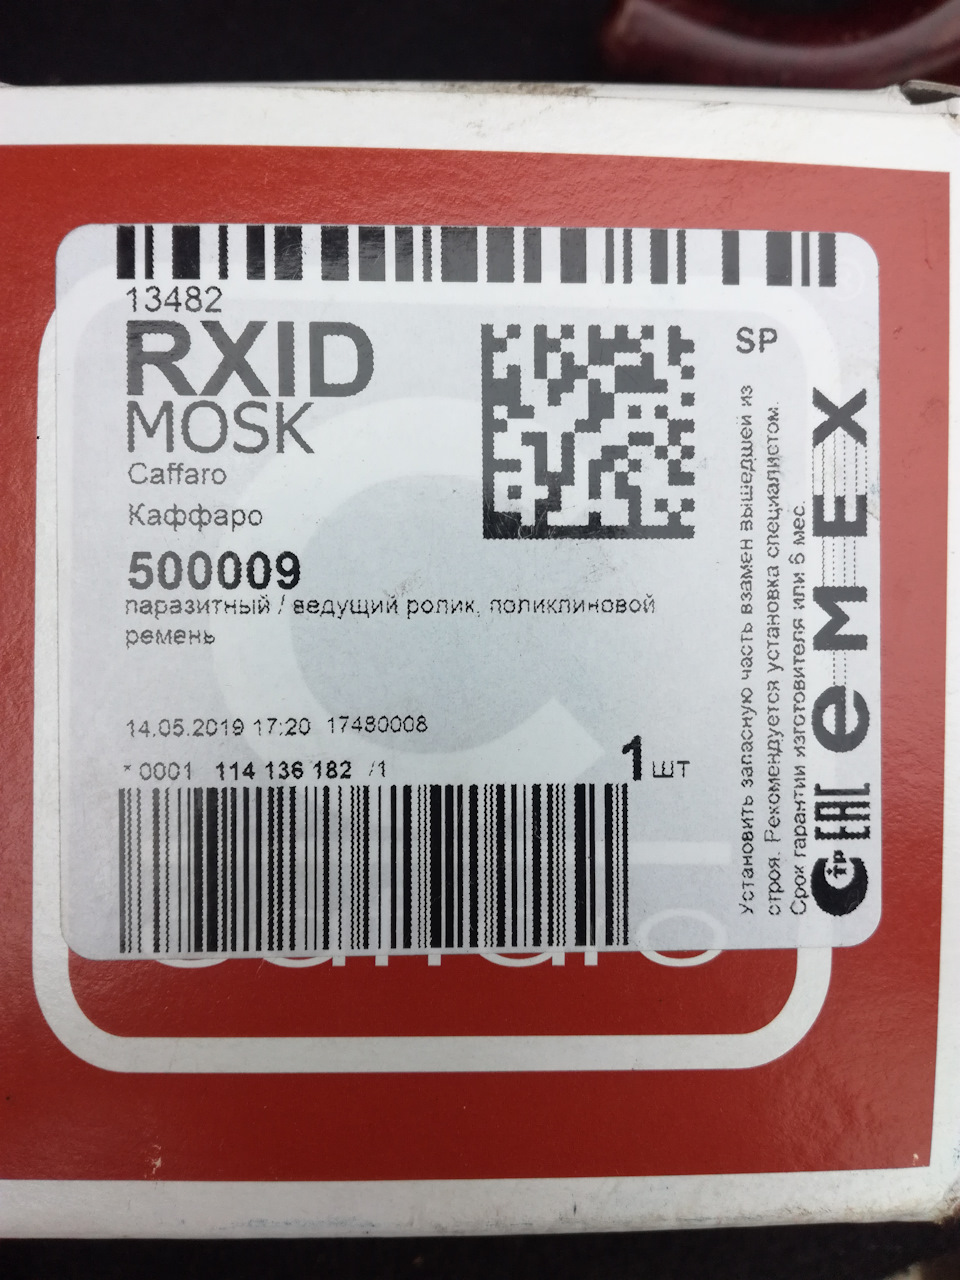 13482
RXID
MOSK
Caffaro
Каффаро
500009
паразитный / ведущий ролик, поликлиновой
ремень
14.05.2019 17:20 17480008
* 0001 114 136 182 /1
1 шт
SP
Установить запасную часть взамен вышедшей из
строя. Рекомендуется установка специалистом.
Срок гарантии изготовителя или 6 мес.
eMEX
EAC
Стр
caffaro